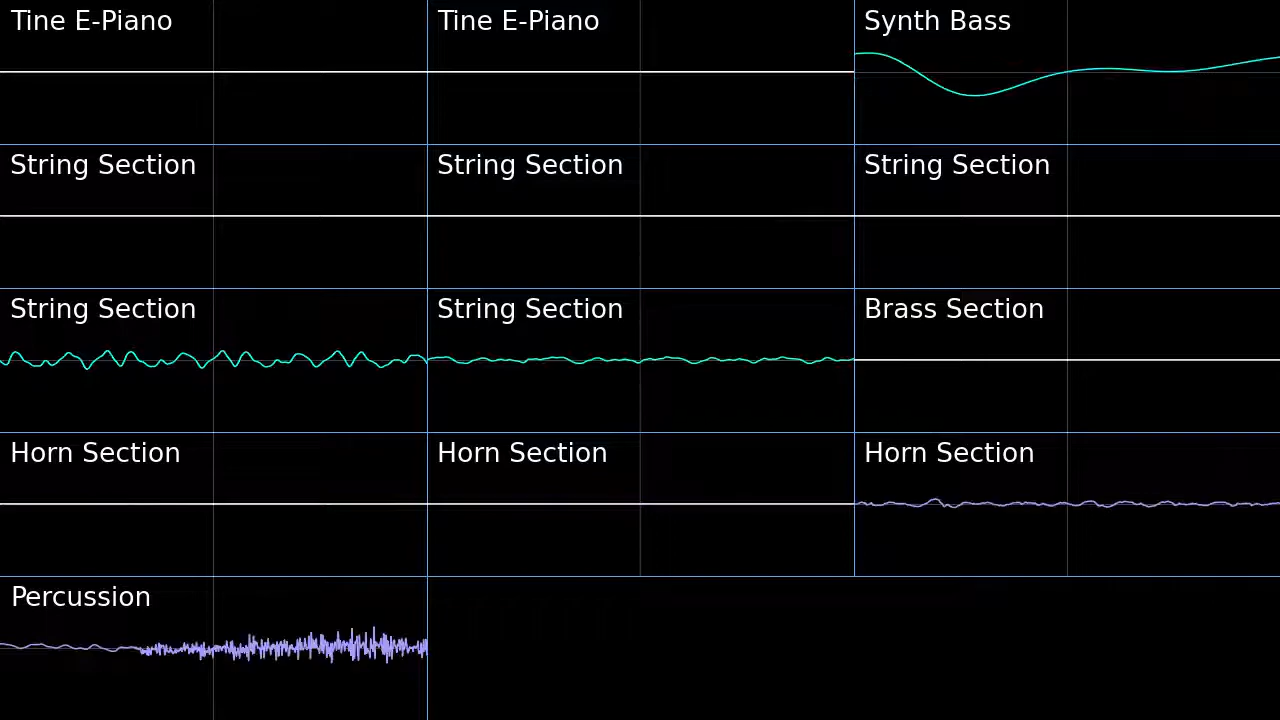 Tine E-Piano
Tine E-Piano
Synth Bass
String Section
String Section
String Section
String Section
String Section
Brass Section
Horn Section
Horn Section
Horn Section
Percussion